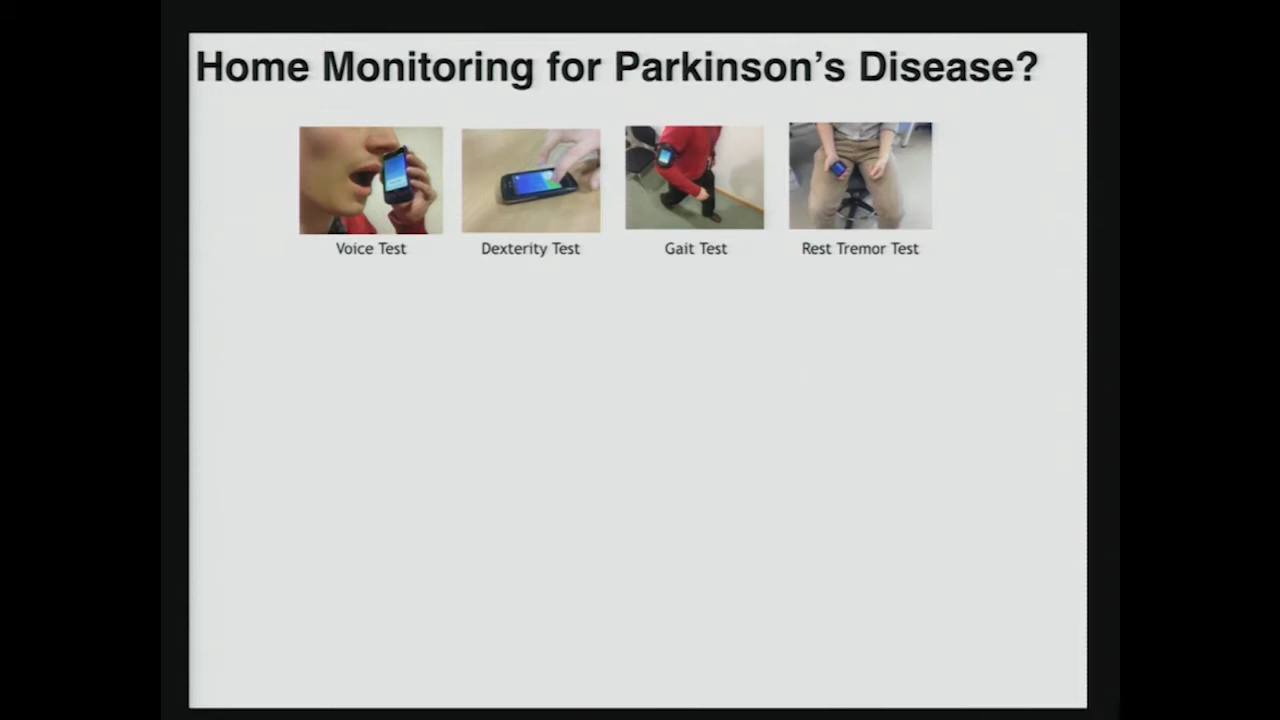 Home Monitoring for Parkinson's Disease?
Voice Test
Dexterity Test
Gait Test
Rest Tremor Test